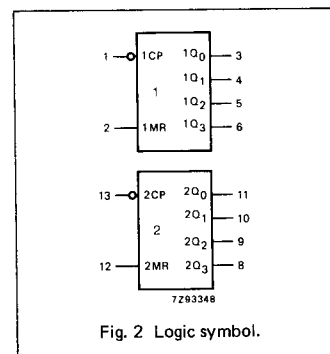 1 1CP 1Q0 3
1Q1 4
1 1Q2 5
2 1MR 1Q3 6
13 2CP 2Q0 11
2Q1 10
2 2Q2 9
12 2MR 2Q3 8
7Z93348
Fig. 2 Logic symbol.